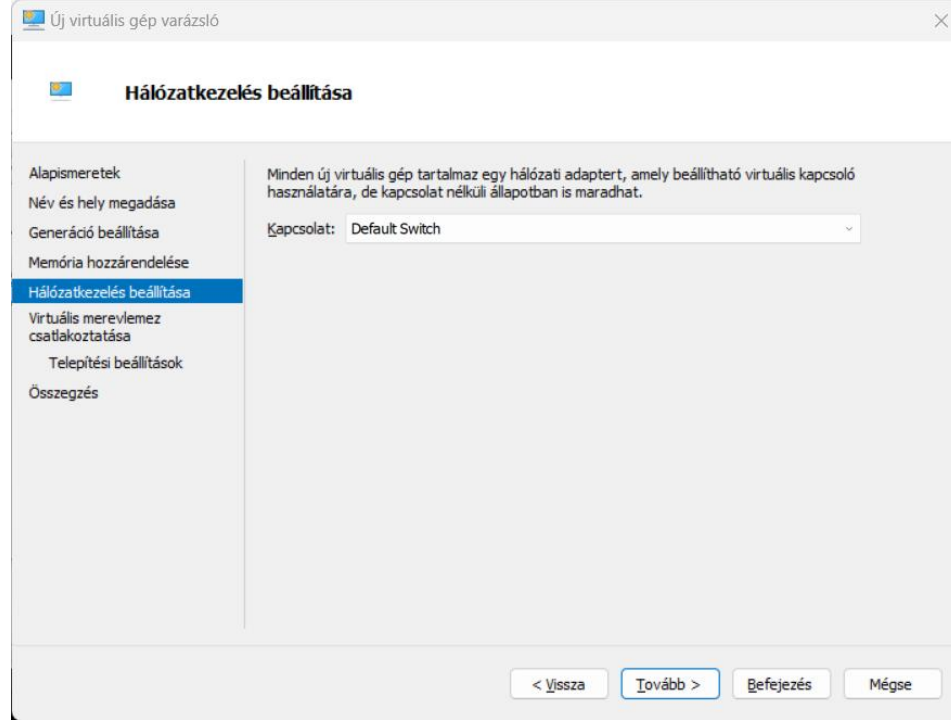 Új virtuális gép varázsló
Hálózatkezelés beállítása
Alapismeretek
Név és hely megadása
Generáció beállítása
Memória hozzárendelése
Hálózatkezelés beállítása
Virtuális merevlemez
csatlakoztatása
Telepítési beállítások
Összegzés
Minden új virtuális gép tartalmaz egy hálózati adaptert, amely beállítható virtuális kapcsoló
használatára, de kapcsolat nélküli állapotban is maradhat.
Kapcsolat: Default Switch
< Vissza Tovább > Befejezés Mégse